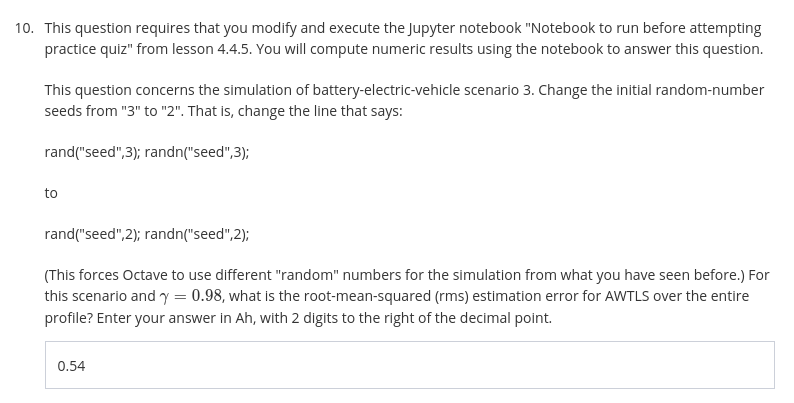 10. This question requires that you modify and execute the Jupyter notebook "Notebook to run before attempting
practice quiz" from lesson 4.4.5. You will compute numeric results using the notebook to answer this question.
This question concerns the simulation of battery-electric-vehicle scenario 3. Change the initial random-number
seeds from "3" to "2". That is, change the line that says:
rand("seed",3); randn("seed",3);
to
rand("seed",2); randn("seed",2);
(This forces Octave to use different "random" numbers for the simulation from what you have seen before.) For
this scenario and γ = 0.98, what is the root-mean-squared (rms) estimation error for AWTLS over the entire
profile? Enter your answer in Ah, with 2 digits to the right of the decimal point.
0.54